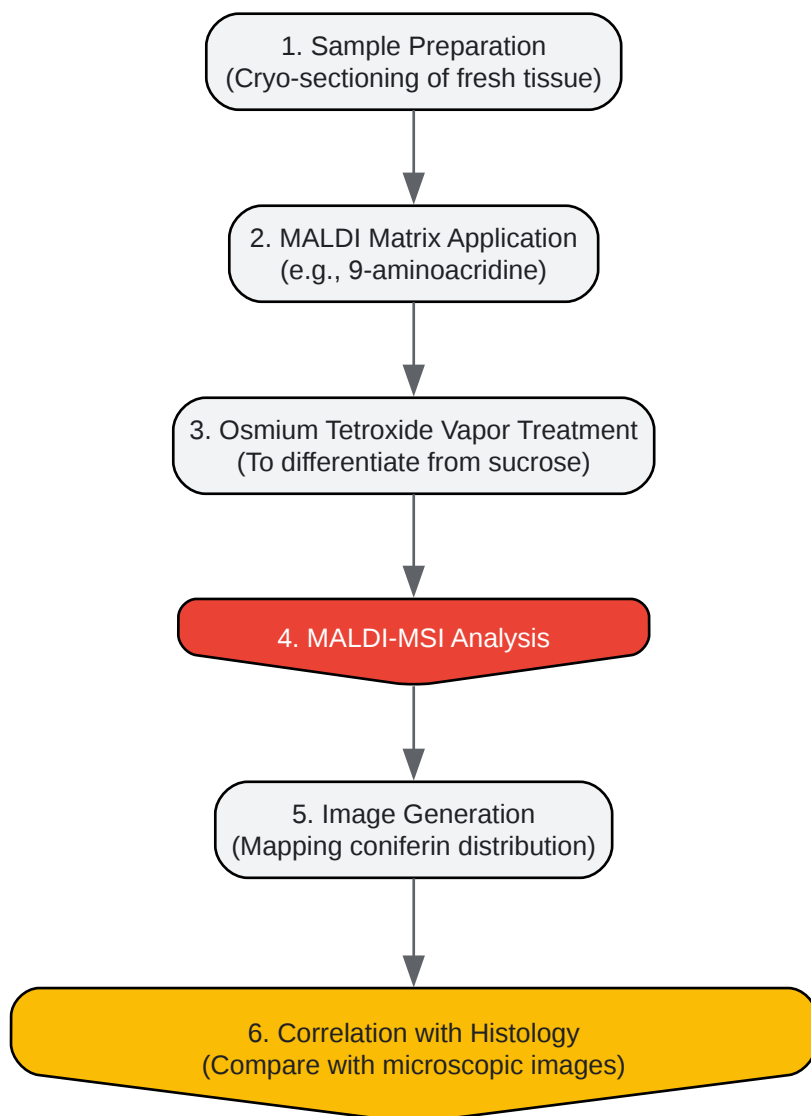 1. Sample Preparation
(Cryo-sectioning of fresh tissue)
2. MALDI Matrix Application
(e.g., 9-aminoacridine)
3. Osmium Tetroxide Vapor Treatment
(To differentiate from sucrose)
4. MALDI-MSI Analysis
5. Image Generation
(Mapping coniferin distribution)
6. Correlation with Histology
(Compare with microscopic images)